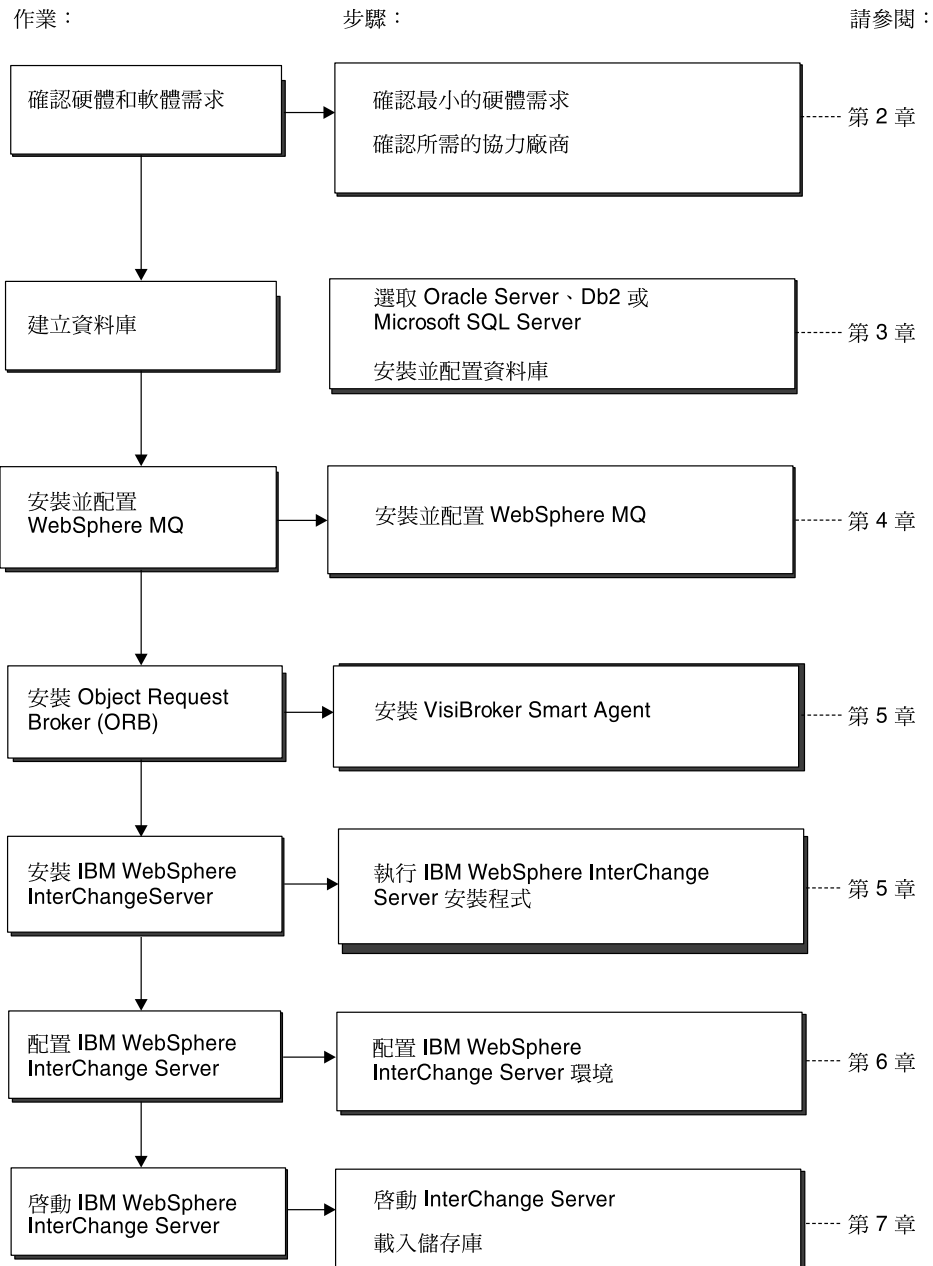 作業：
步驟：
請參閱：
確認硬體和軟體需求
確認最小的硬體需求
確認所需的協力廠商
第 2 章
建立資料庫
選取 Oracle Server、Db2 或
Microsoft SQL Server
安裝並配置資料庫
第 3 章
安裝並配置
WebSphere MQ
安裝並配置 WebSphere MQ
第 4 章
安裝 Object Request
Broker (ORB)
安裝 VisiBroker Smart Agent
第 5 章
安裝 IBM WebSphere
InterChangeServer
執行 IBM WebSphere InterChange
Server 安裝程式
第 5 章
配置 IBM WebSphere
InterChange Server
配置 IBM WebSphere
InterChange Server 環境
第 6 章
啓動 IBM WebSphere
InterChange Server
啓動 InterChange Server
載入儲存庫
第 7 章